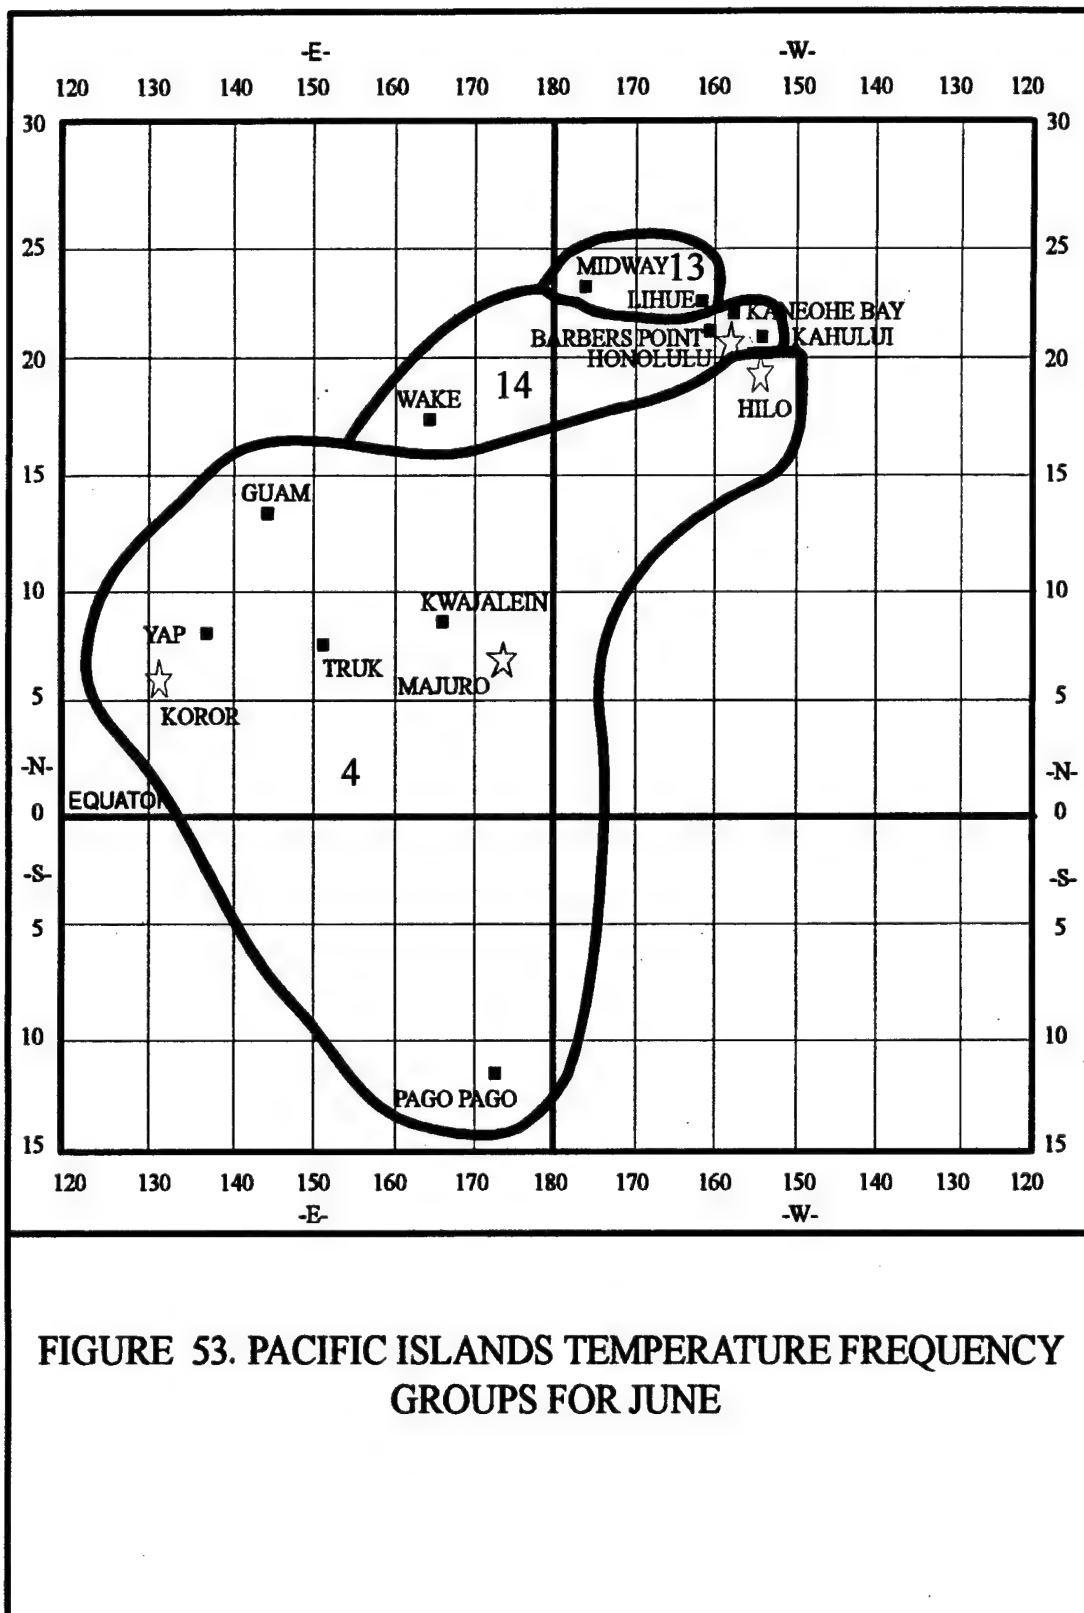 -E- -W-
120 130 140 150 160 170 180 170 160 150 140 120
30 30
25 25
MIDWAY 13
LIHUE
KANEOHE BAY
BARBERS POINT KAHULUI
20 HONOLULU 20
14
WAKE HILO
15 15
GUAM
10 10
KWAJALEIN
YAP
TRUK
MAJURO
5 5
KOROR
4
-N- -N-
EQUATOR
0 0
-S- -S-
5 5
10 10
PAGO PAGO
15 15
120 130 140 150 160 170 180 170 160 150 140 120
-E- -W-
FIGURE 53. PACIFIC ISLANDS TEMPERATURE FREQUENCY
GROUPS FOR JUNE